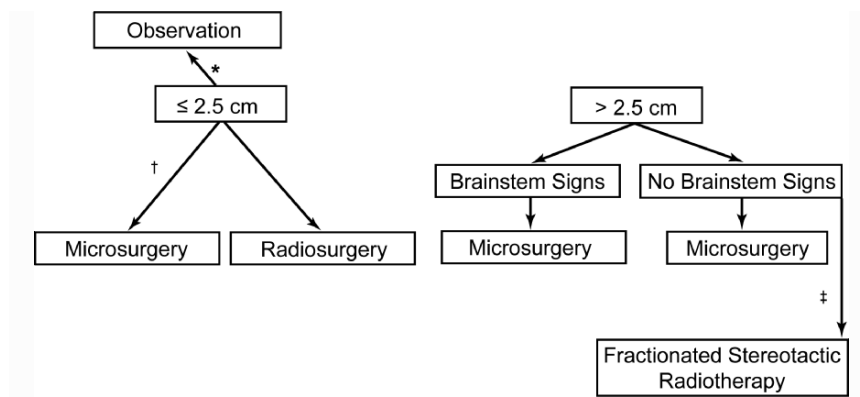 Observation
*
≤ 2.5 cm
> 2.5 cm
†
Brainstem Signs
No Brainstem Signs
Microsurgery
Radiosurgery
Microsurgery
Microsurgery
‡
Fractionated Stereotactic
Radiotherapy